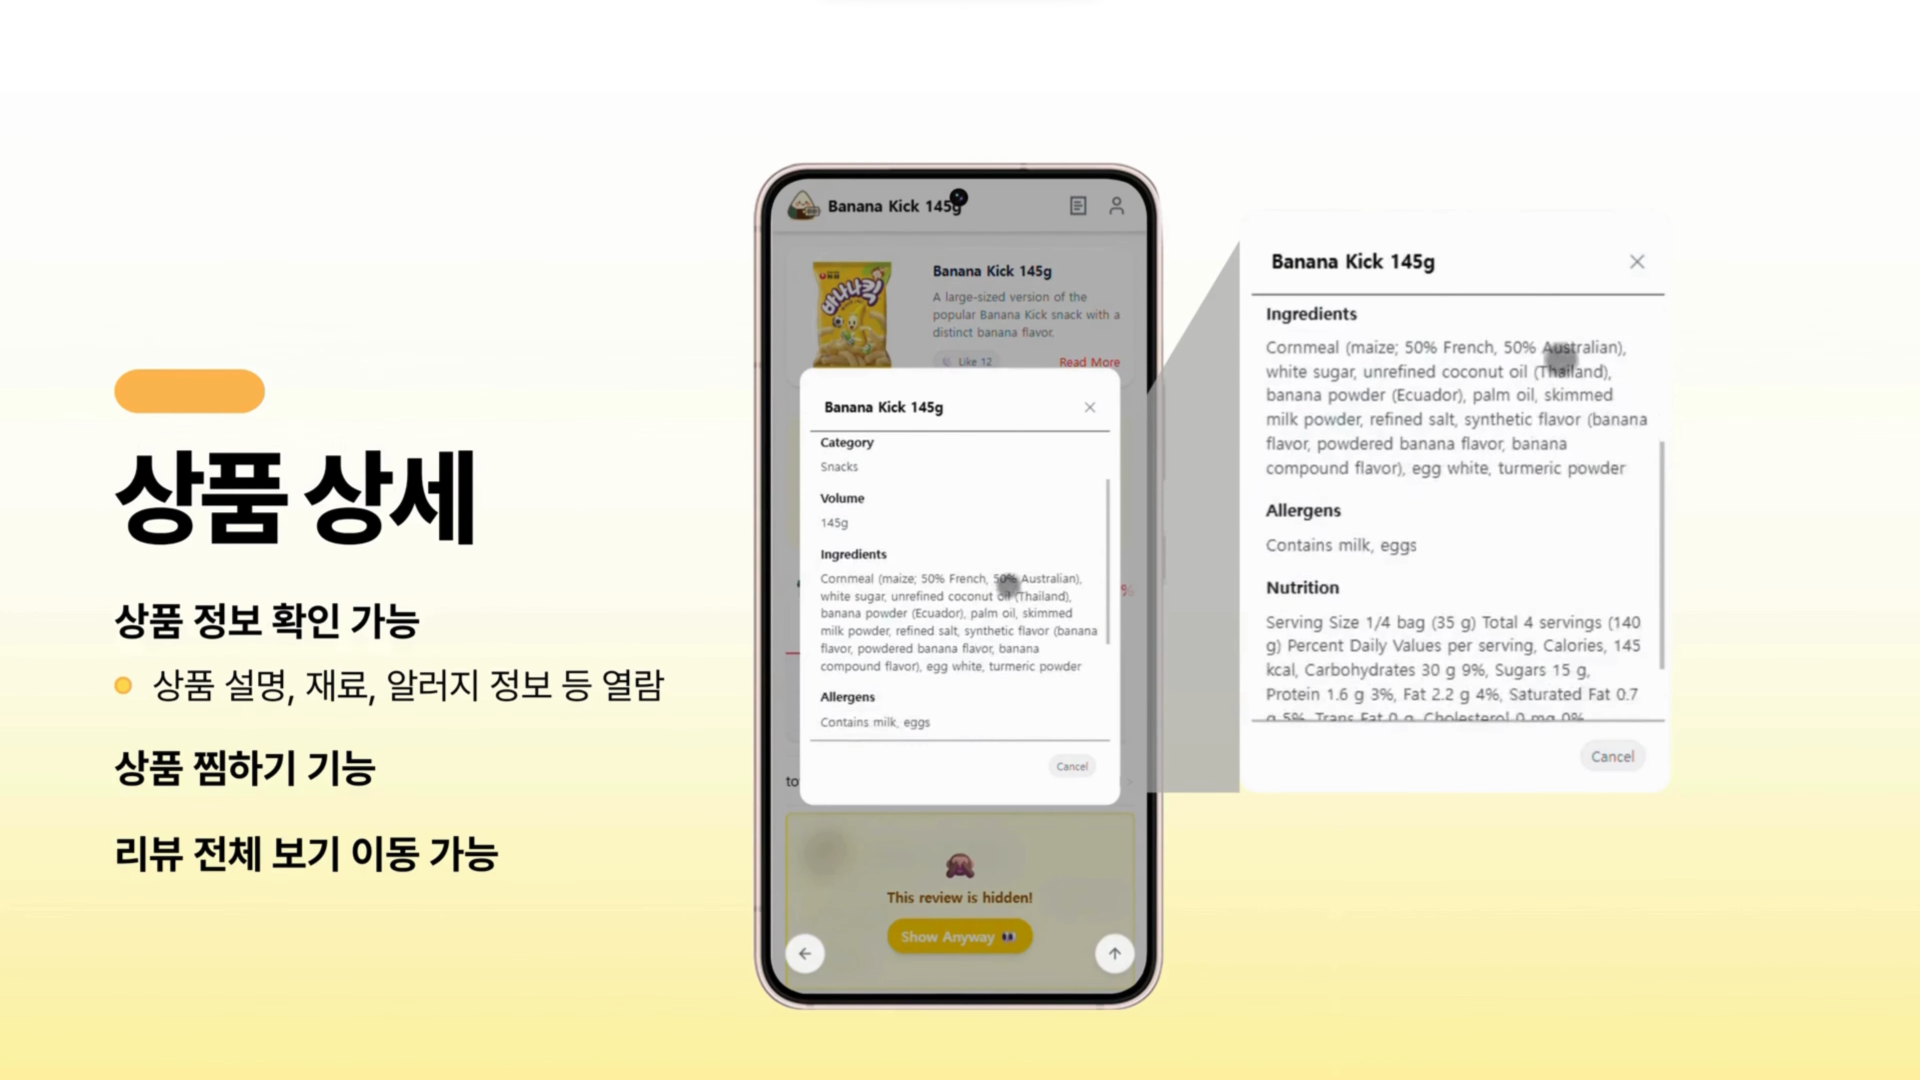 상품 상세
상품 정보 확인 가능
상품 설명, 재료, 알러지 정보 등 열람
상품 찜하기 기능
리뷰 전체 보기 이동 가능
Banana Kick 145g
바나나킥
Banana Kick 145g
A large-sized version of the
popular Banana Kick snack with a
distinct banana flavor.
Like 12
Read More
Banana Kick 145g
Category
Snacks
Volume
145g
Ingredients
Cornmeal (maize; 50% French, 50% Australian),
white sugar, unrefined coconut oil (Thailand),
banana powder (Ecuador), palm oil, skimmed
milk powder, refined salt, synthetic flavor (banana
flavor, powdered banana flavor, banana
compound flavor), egg white, turmeric powder
Allergens
Contains milk, eggs
Cancel
%
to
This review is hidden!
Show Anyway 👀
Banana Kick 145g
Ingredients
Cornmeal (maize; 50% French, 50% Australian),
white sugar, unrefined coconut oil (Thailand),
banana powder (Ecuador), palm oil, skimmed
milk powder, refined salt, synthetic flavor (banana
flavor, powdered banana flavor, banana
compound flavor), egg white, turmeric powder
Allergens
Contains milk, eggs
Nutrition
Serving Size 1/4 bag (35 g) Total 4 servings (140
g) Percent Daily Values per serving, Calories, 145
kcal, Carbohydrates 30 g 9%, Sugars 15 g,
Protein 1.6 g 3%, Fat 2.2 g 4%, Saturated Fat 0.7
g 5%, Trans Fat 0 g, Cholesterol 0 mg 0%,
Cancel